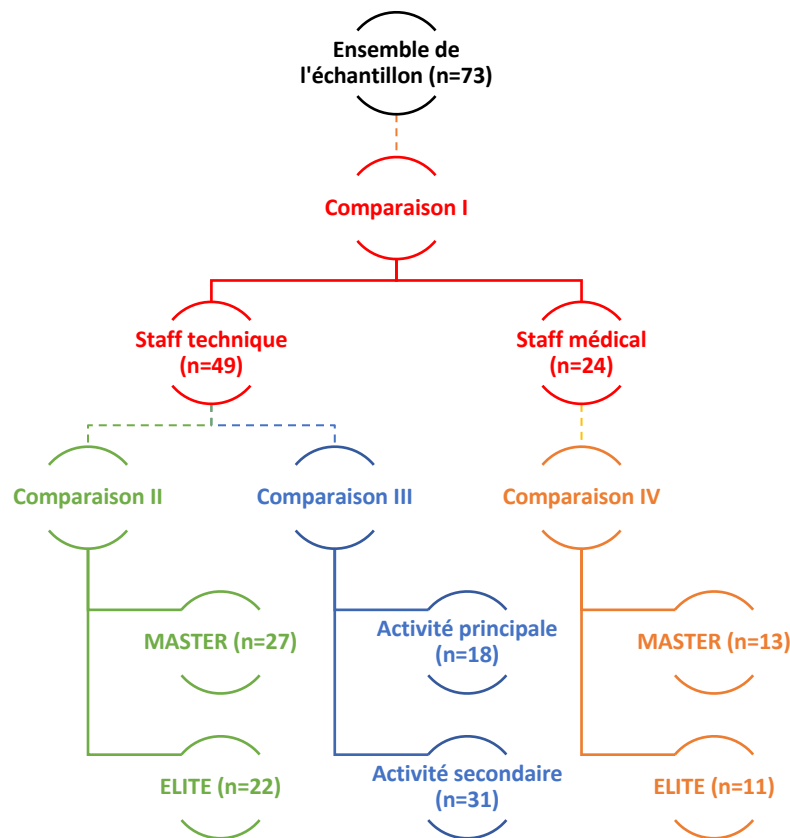 Ensemble de
l'échantillon (n=73)
Comparaison I
Staff technique
(n=49)
Staff médical
(n=24)
Comparaison II
Comparaison III
Comparaison IV
MASTER (n=27)
Activité principale
(n=18)
MASTER (n=13)
ELITE (n=22)
Activité secondaire
(n=31)
ELITE (n=11)